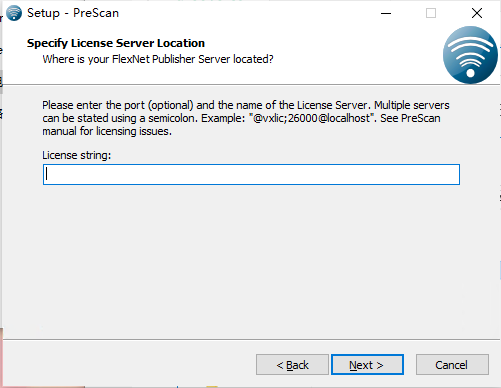 Setup - PreScan
Specify License Server Location
Where is your FlexNet Publisher Server located?
Please enter the port (optional) and the name of the License Server. Multiple servers
can be stated using a semicolon. Example: "@vxlic;26000@localhost". See PreScan
manual for licensing issues.
License string:
< Back
Next >
Cancel